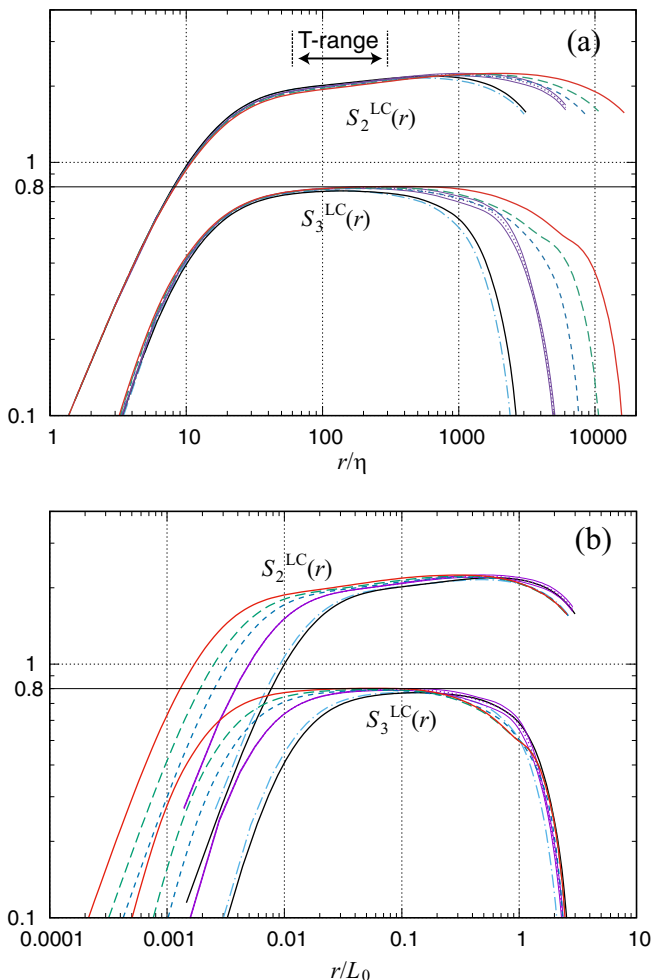 (a)
T-range
S₂ᴸᶜ(r)
1
0.8
S₃ᴸᶜ(r)
0.1
1 10 100 1000 10000
r/η
(b)
S₂ᴸᶜ(r)
1
0.8
S₃ᴸᶜ(r)
0.1
0.0001 0.001 0.01 0.1 1 10
r/L₀